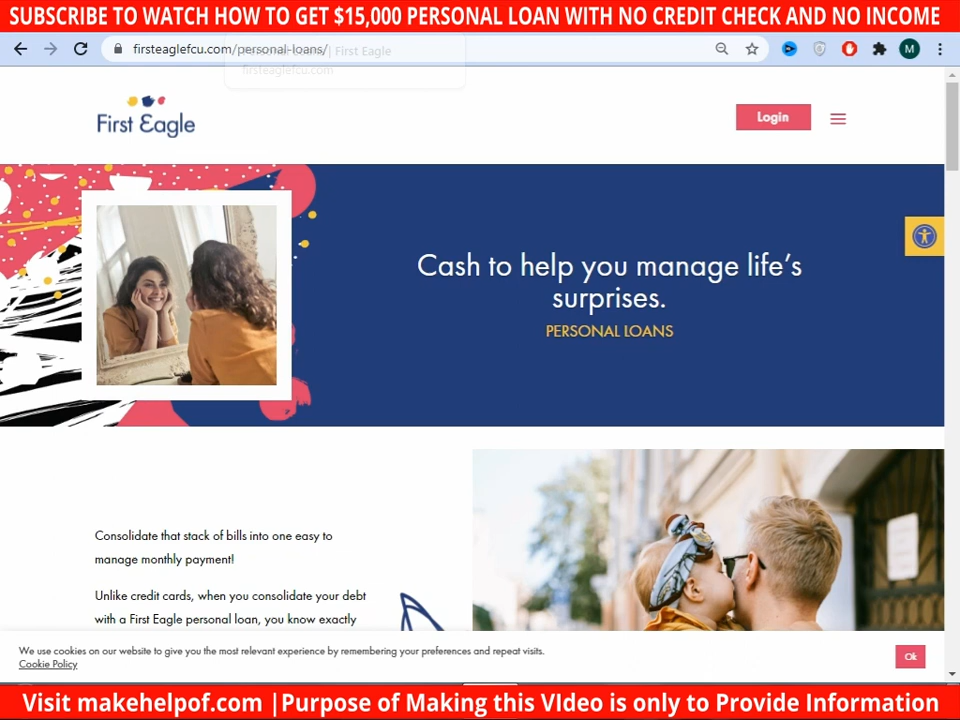 SUBSCRIBE TO WATCH HOW TO GET $15,000 PERSONAL LOAN WITH NO CREDIT CHECK AND NO INCOME
firsteaglefcu.com/personal-loans/
| First Eagle
firsteaglefcu.com
M
First Eagle
Login
Cash to help you manage life's
surprises.
PERSONAL LOANS
Consolidate that stack of bills into one easy to
manage monthly payment!
Unlike credit cards, when you consolidate your debt
with a First Eagle personal loan, you know exactly
We use cookies on our website to give you the most relevant experience by remembering your preferences and repeat visits.
Cookie Policy
Ok
Visit makehelpof.com |Purpose of Making this VIdeo is only to Provide Information